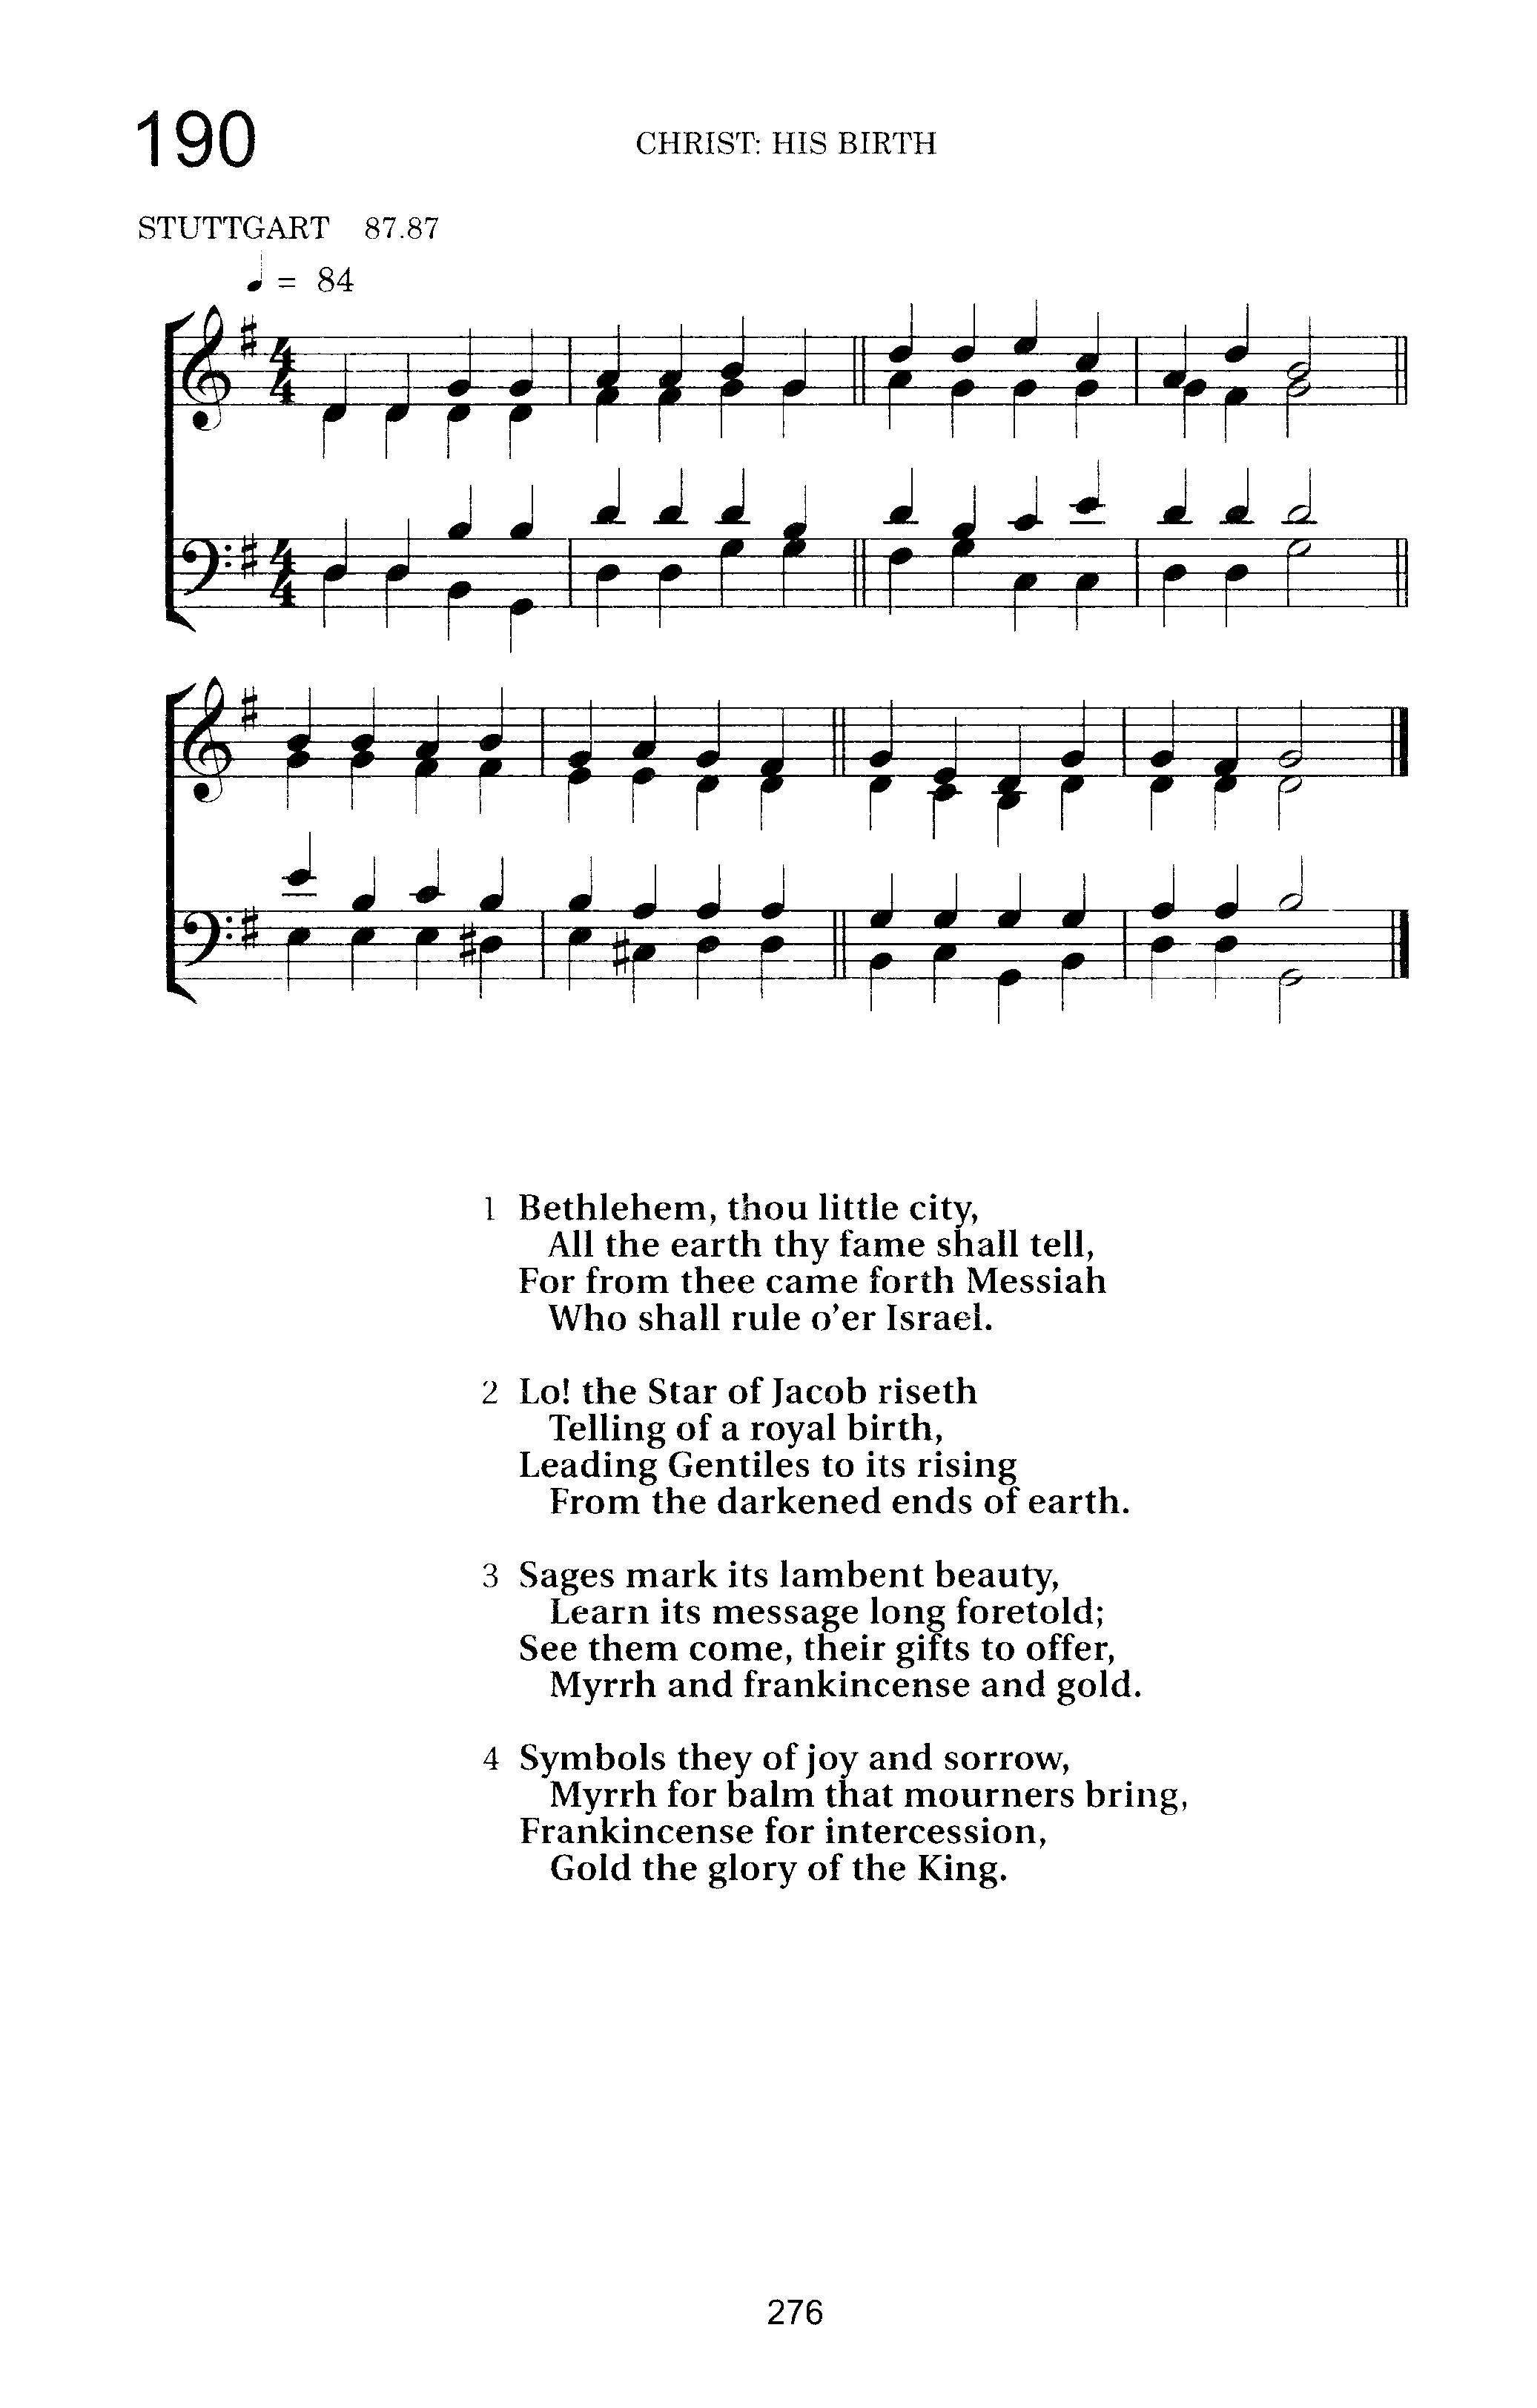 190
CHRIST: HIS BIRTH
STUTTGART 87.87
♩ = 84
1 Bethlehem, thou little city,
All the earth thy fame shall tell,
For from thee came forth Messiah
Who shall rule o'er Israel.
2 Lo! the Star of Jacob riseth
Telling of a royal birth,
Leading Gentiles to its rising
From the darkened ends of earth.
3 Sages mark its lambent beauty,
Learn its message long foretold;
See them come, their gifts to offer,
Myrrh and frankincense and gold.
4 Symbols they of joy and sorrow,
Myrrh for balm that mourners bring,
Frankincense for intercession,
Gold the glory of the King.
276